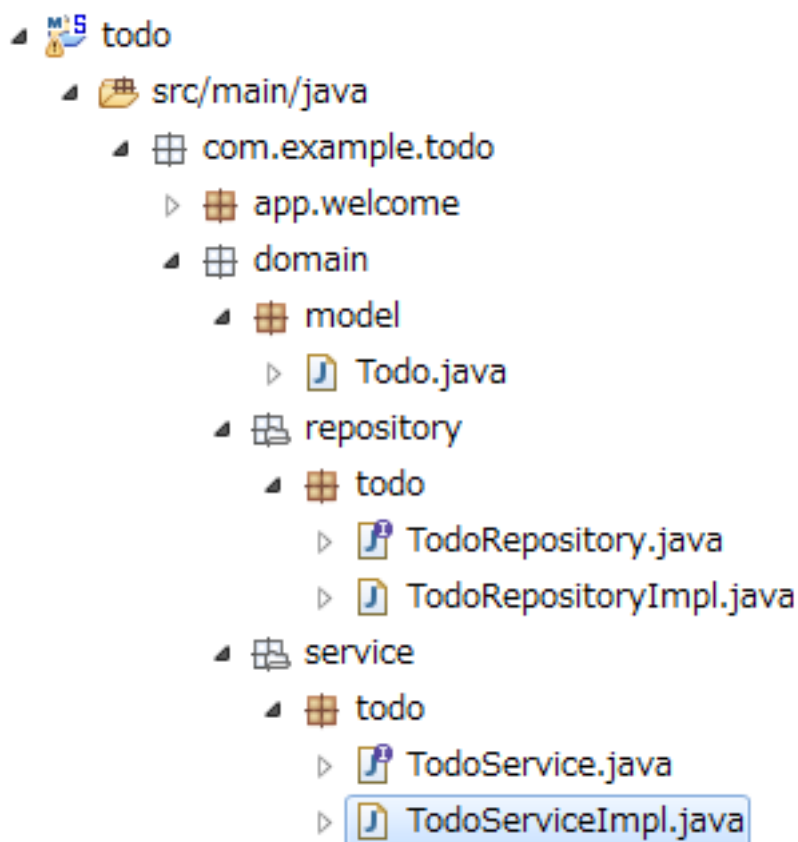 todo
src/main/java
com.example.todo
app.welcome
domain
model
Todo.java
repository
todo
TodoRepository.java
TodoRepositoryImpl.java
service
todo
TodoService.java
TodoServiceImpl.java